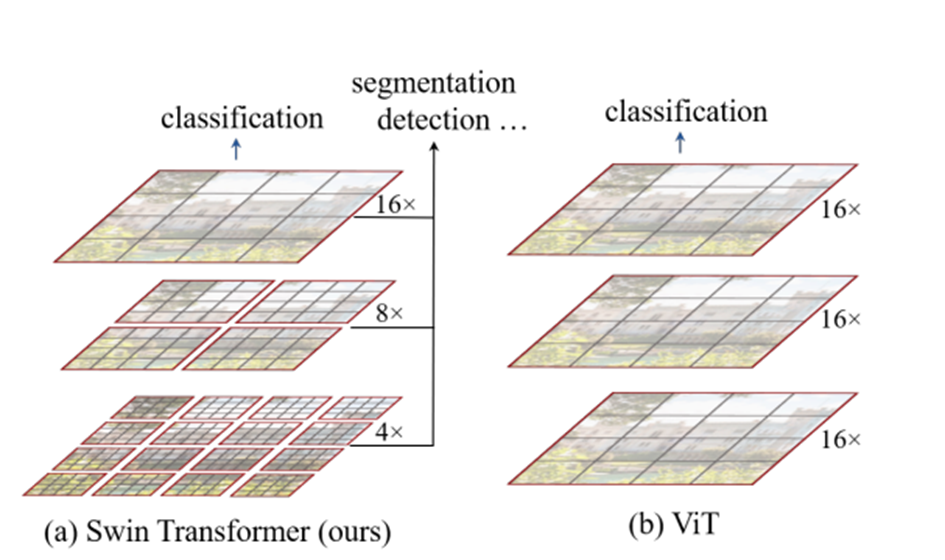 segmentation
classification
detection ...
16×
8×
4×
(a) Swin Transformer (ours)
classification
16×
16×
16×
(b) ViT